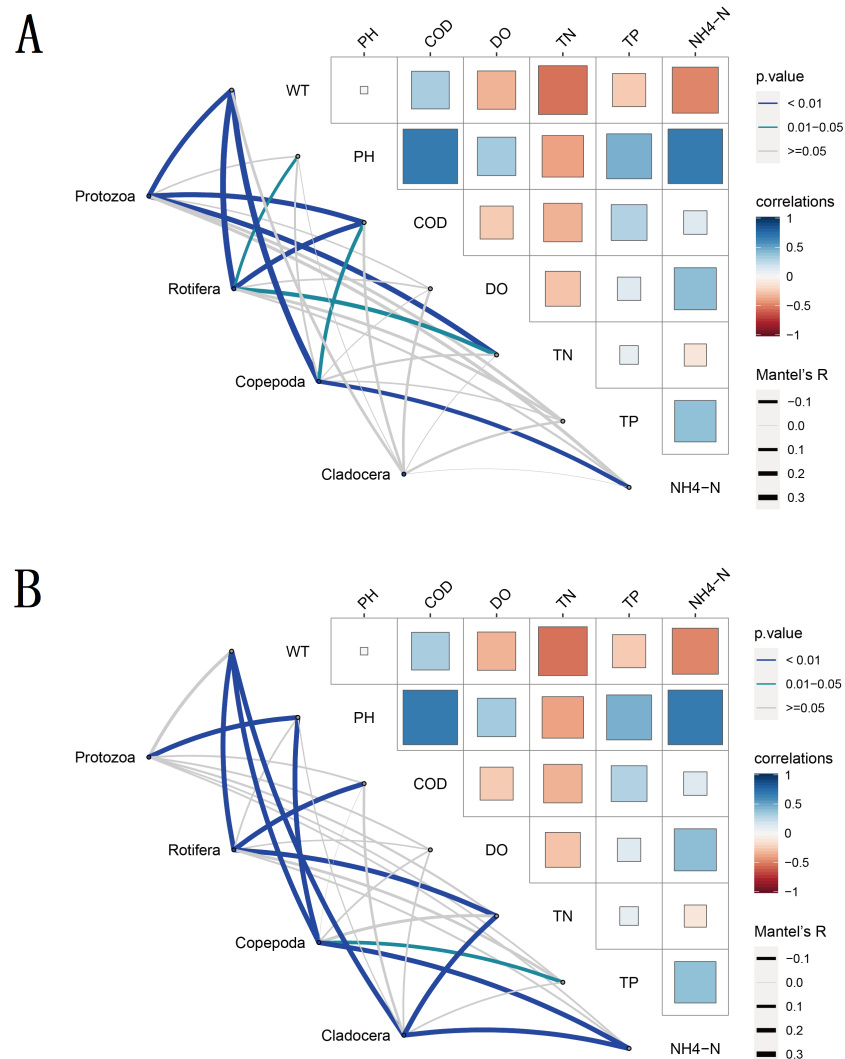 A
PH COD DO TN TP NH4−N
WT
PH
COD
DO
TN
TP
NH4−N
Protozoa
Rotifera
Copepoda
Cladocera
p.value
< 0.01
0.01−0.05
>=0.05
correlations
1
0.5
0
−0.5
−1
Mantel's R
−0.1
0.0
0.1
0.2
0.3
B
PH COD DO TN TP NH4−N
WT
PH
COD
DO
TN
TP
NH4−N
Protozoa
Rotifera
Copepoda
Cladocera
p.value
< 0.01
0.01−0.05
>=0.05
correlations
1
0.5
0
−0.5
−1
Mantel's R
−0.1
0.0
0.1
0.2
0.3